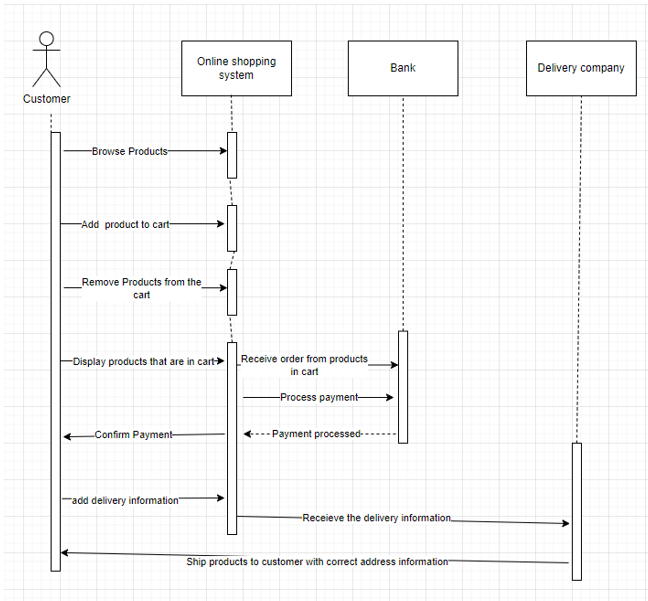 Online shopping
system
Bank
Delivery company
Customer
Browse Products
Add  product to cart
Remove Products from the
cart
Display products that are in cart
Receive order from products
in cart
Process payment
Confirm Payment
Payment processed
add delivery information
Receieve the delivery information
Ship products to customer with correct address information